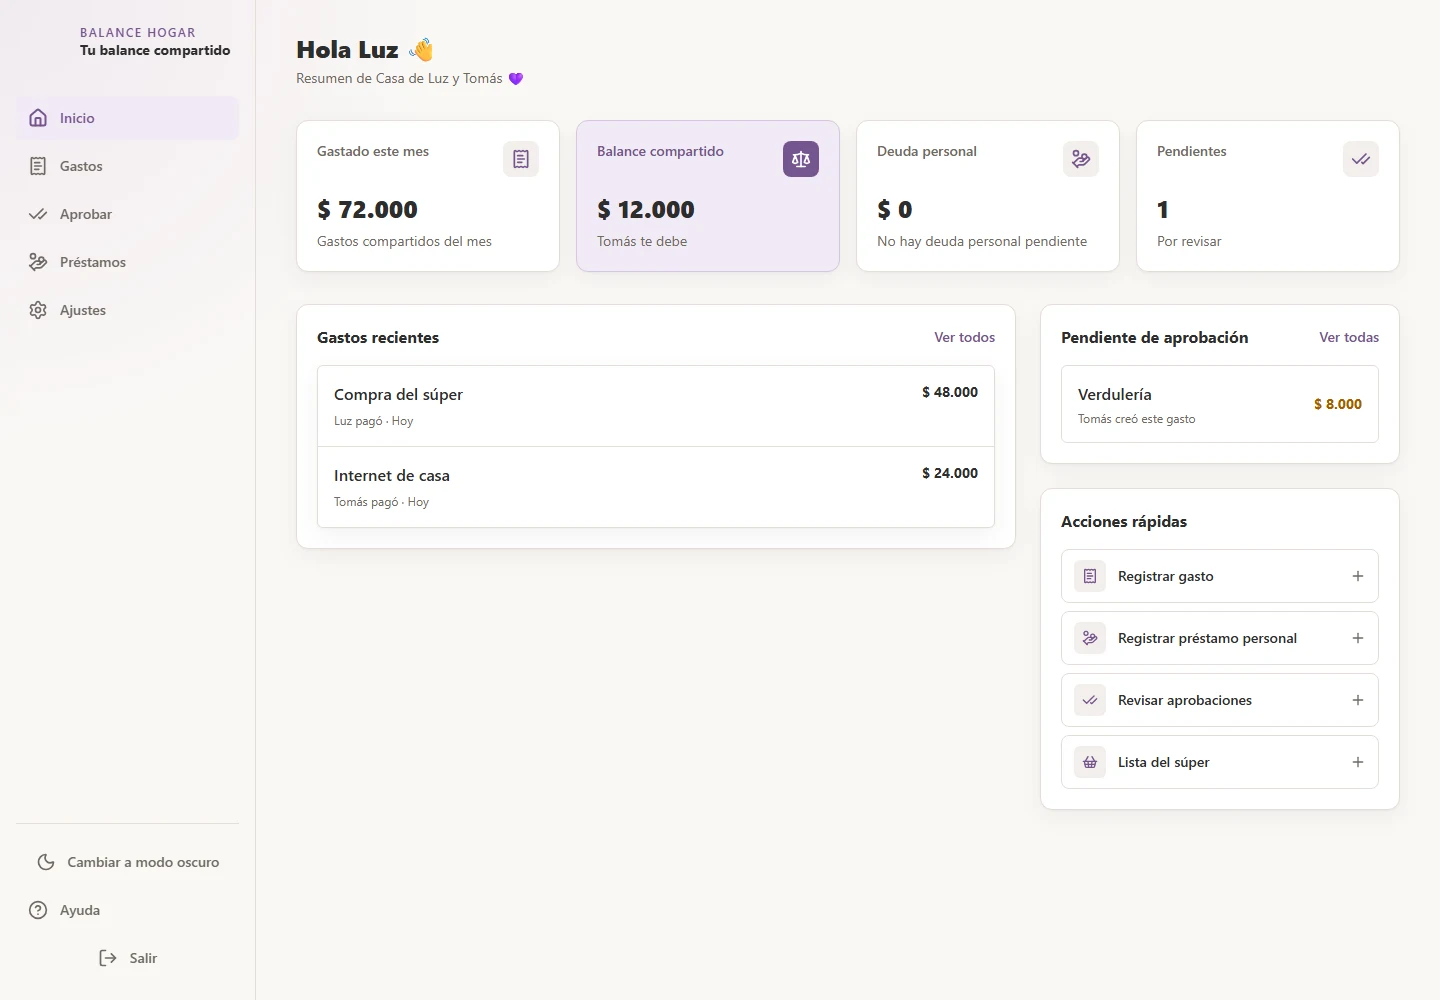 BALANCE HOGAR
Tu balance compartido
Inicio
Gastos
Aprobar
Préstamos
Ajustes
Cambiar a modo oscuro
Ayuda
Salir
Hola Luz 👋
Resumen de Casa de Luz y Tomás 💜
Gastado este mes
$ 72.000
Gastos compartidos del mes
Balance compartido
$ 12.000
Tomás te debe
Deuda personal
$ 0
No hay deuda personal pendiente
Pendientes
1
Por revisar
Gastos recientes
Ver todos
Compra del súper
$ 48.000
Luz pagó · Hoy
Internet de casa
$ 24.000
Tomás pagó · Hoy
Pendiente de aprobación
Ver todas
Verdulería
Tomás creó este gasto
$ 8.000
Acciones rápidas
Registrar gasto
Registrar préstamo personal
Revisar aprobaciones
Lista del súper